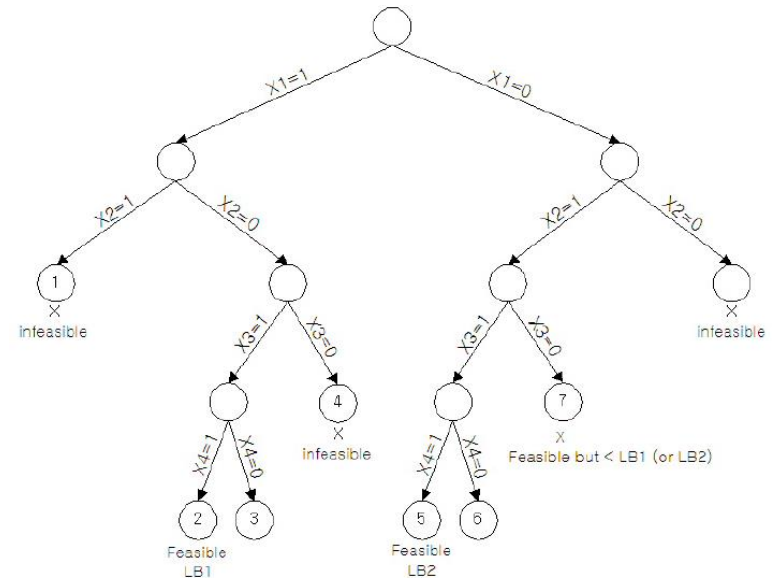 X1=1
X1=0
X2=1
X2=0
X2=1
X2=0
1
X
infeasible
X
infeasible
X3=1
X3=0
X3=1
X3=0
4
X
infeasible
7
X
Feasible but < LB1 (or LB2)
X4=1
X4=0
X4=1
X4=0
2
3
5
6
Feasible
LB1
Feasible
LB2